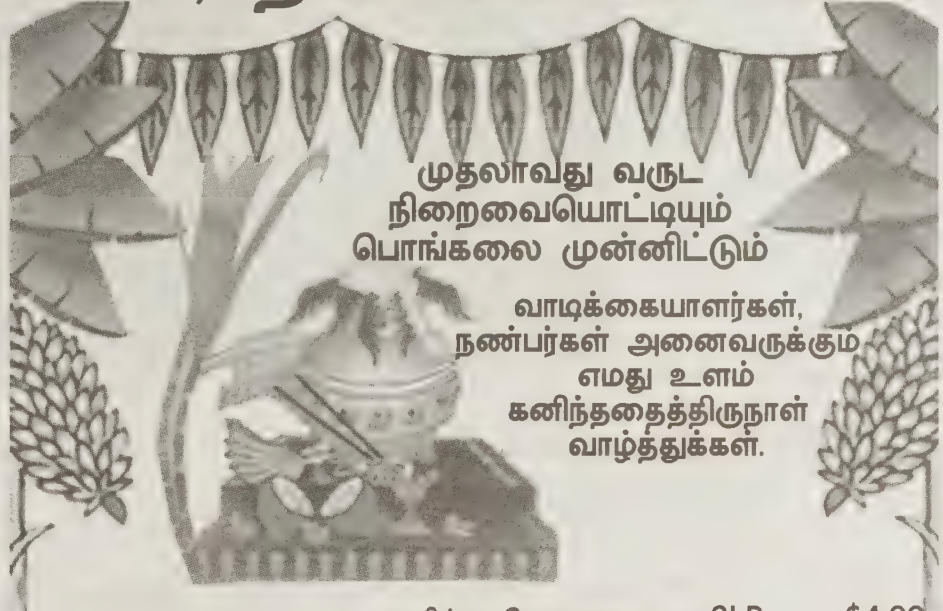 முதலாவது வருட
நிறைவையொட்டியும்
பொங்கலை முன்னிட்டும்
வாடிக்கையாளர்கள்,
நண்பர்கள் அனைவருக்கும்
எமது உளம்
கனிந்ததைத்திருநாள்
வாழ்த்துக்கள்.